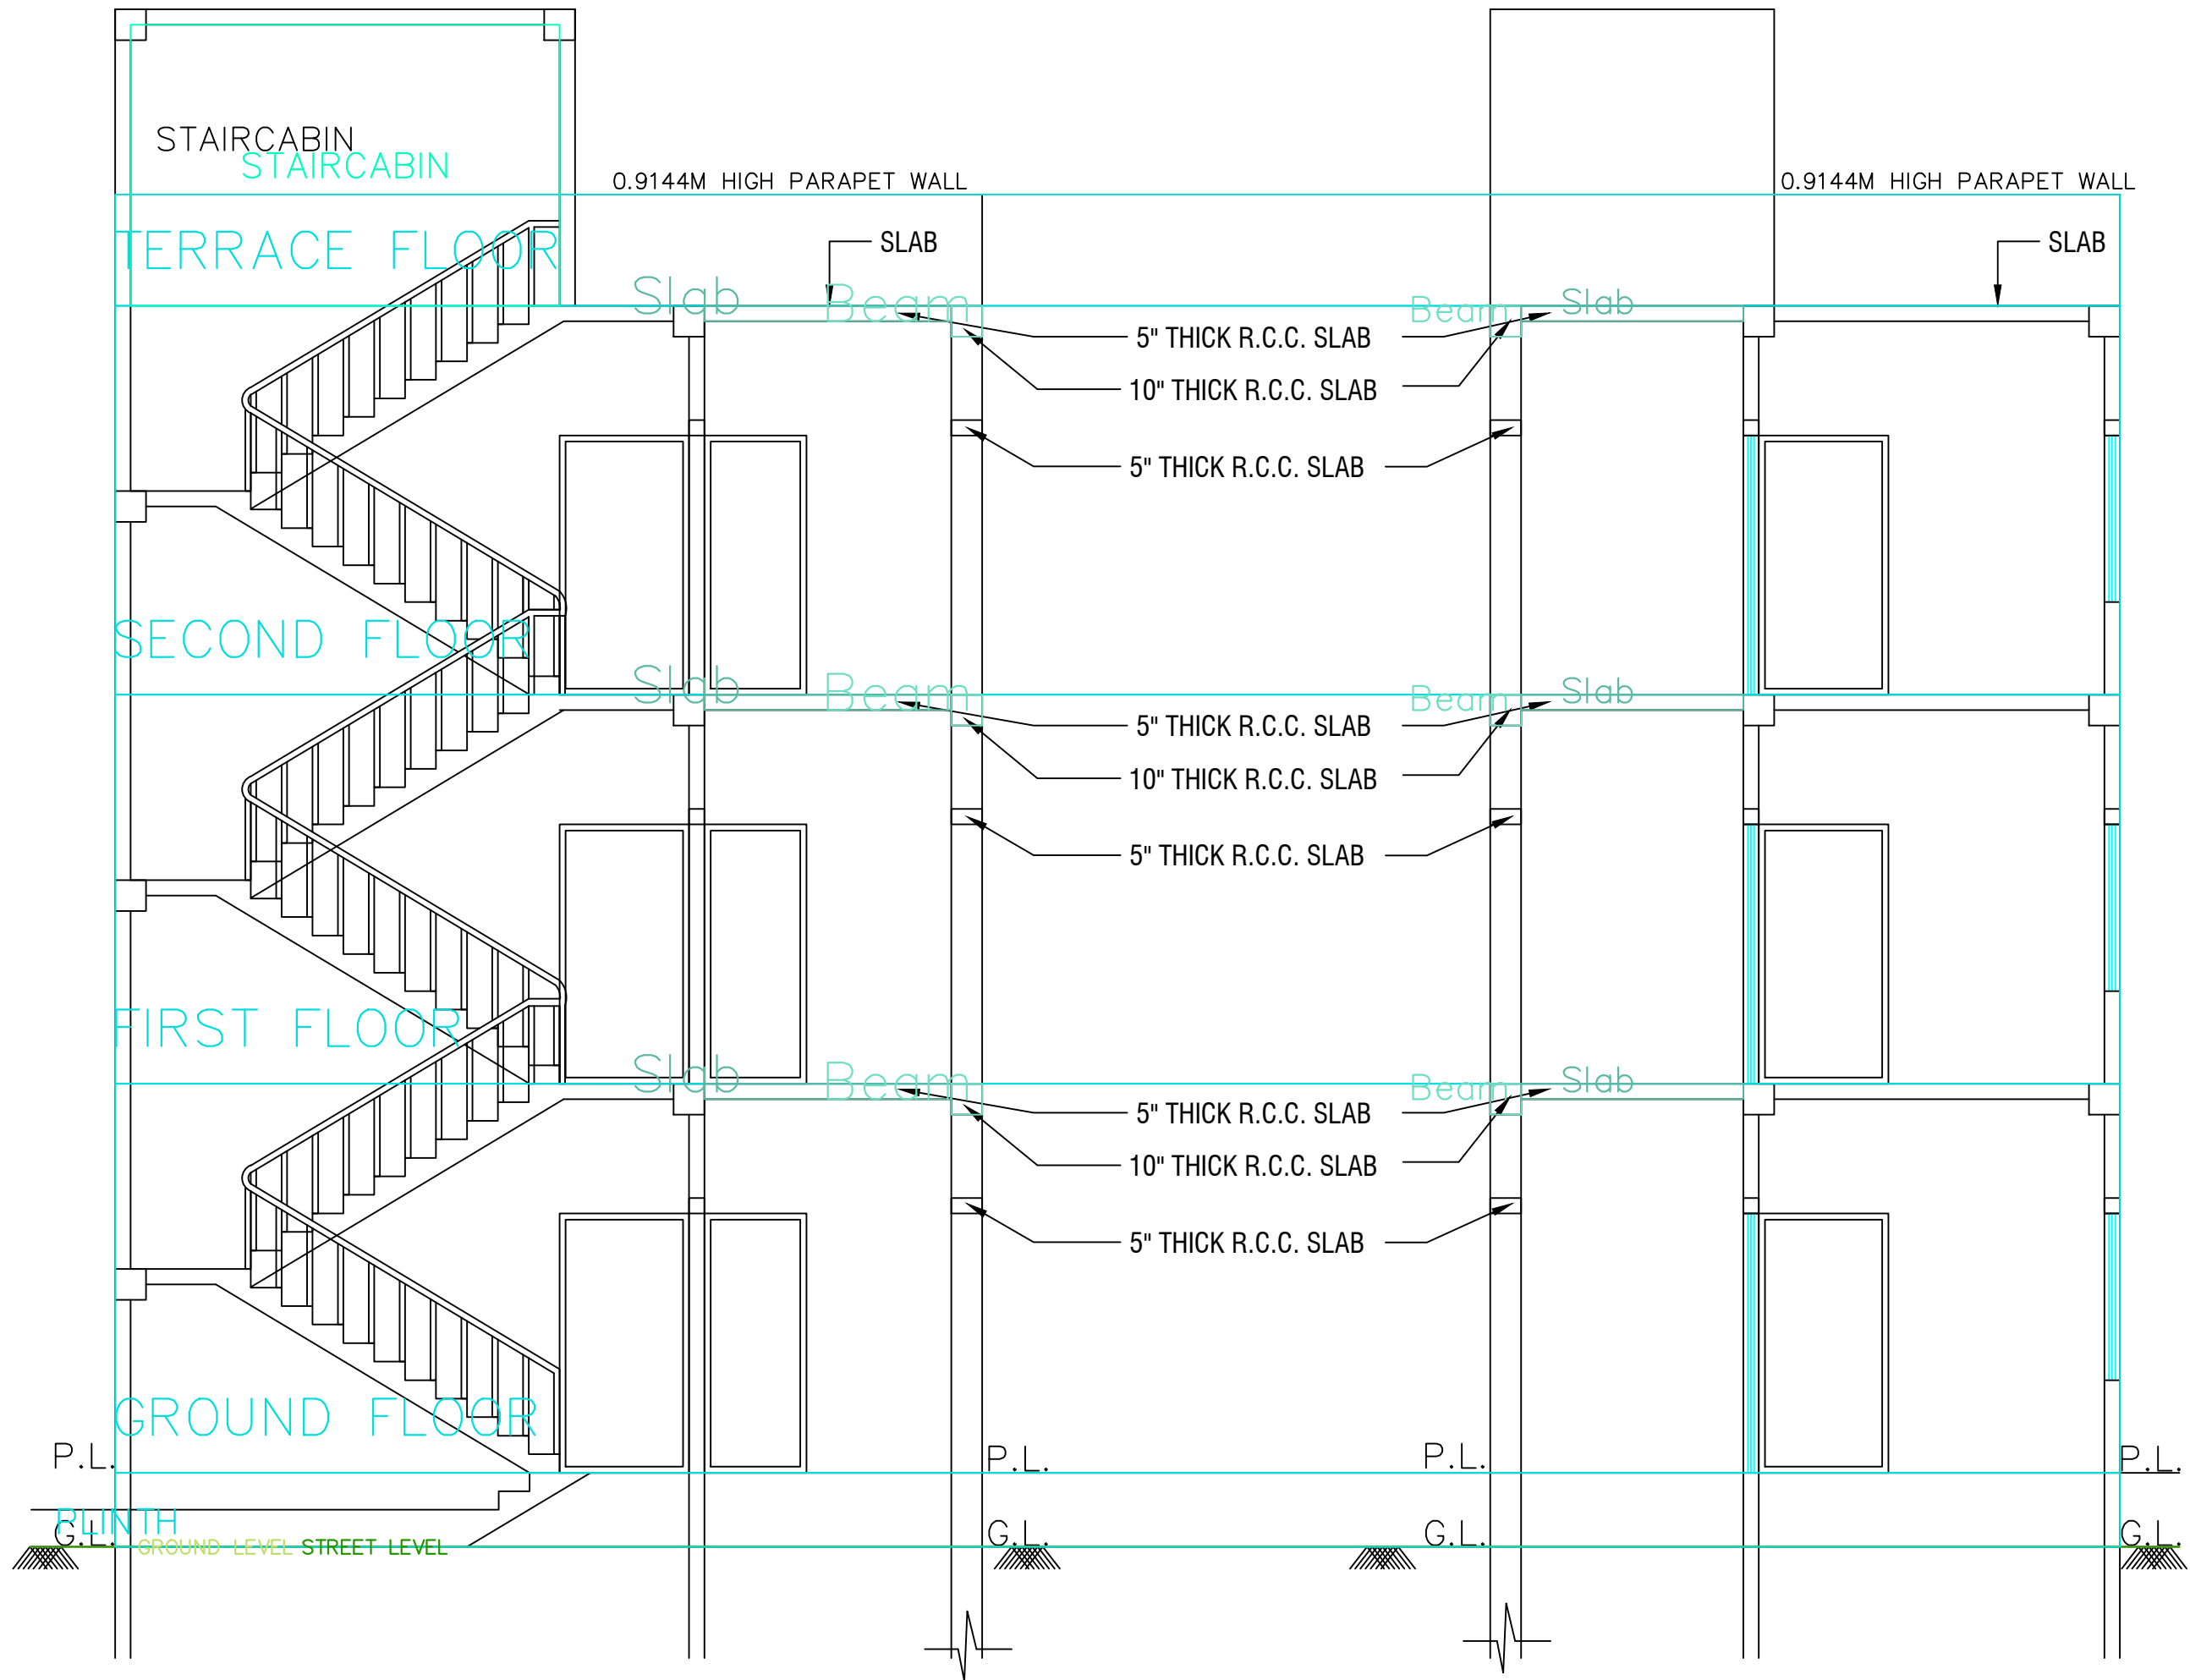 STAIRCABIN
STAIRCABIN
0.9144M HIGH PARAPET WALL
0.9144M HIGH PARAPET WALL
TERRACE FLOOR
SLAB
SLAB
Slab
Beam
Beam
Slab
5" THICK R.C.C. SLAB
10" THICK R.C.C. SLAB
5" THICK R.C.C. SLAB
SECOND FLOOR
Slab
Beam
Beam
Slab
5" THICK R.C.C. SLAB
10" THICK R.C.C. SLAB
5" THICK R.C.C. SLAB
FIRST FLOOR
Slab
Beam
Beam
Slab
5" THICK R.C.C. SLAB
10" THICK R.C.C. SLAB
5" THICK R.C.C. SLAB
GROUND FLOOR
P.L.
P.L.
P.L.
P.L.
PLINTH
G.L.
G.L.
G.L.
G.L.
GROUND LEVEL
STREET LEVEL